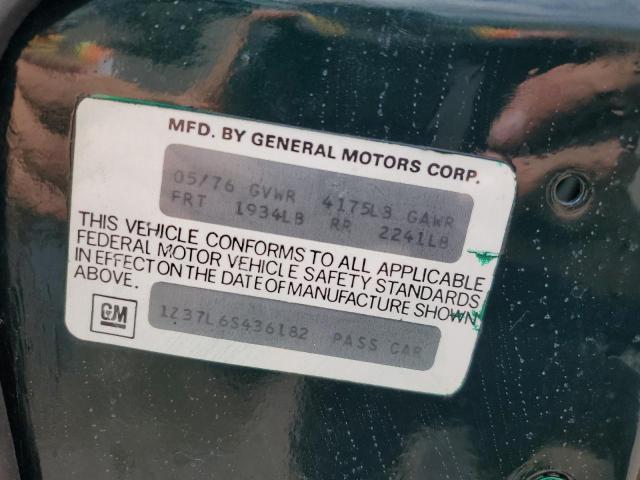 MFD. BY GENERAL MOTORS CORP.
05/76 GVWR 4175LB GAWR
FRT 1934LB RR 2241LB
THIS VEHICLE CONFORMS TO ALL APPLICABLE
FEDERAL MOTOR VEHICLE SAFETY STANDARDS
IN EFFECT ON THE DATE OF MANUFACTURE SHOWN
ABOVE.
GM
1Z37L6S436182 PASS CAR